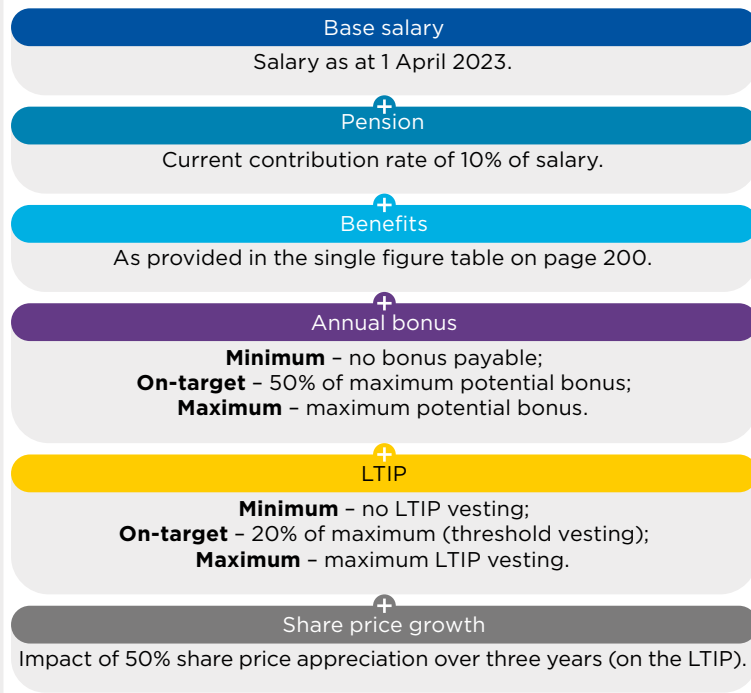 Base salary
Salary as at 1 April 2023.
+
Pension
Current contribution rate of 10% of salary.
+
Benefits
As provided in the single figure table on page 200.
+
Annual bonus
Minimum – no bonus payable;
On-target – 50% of maximum potential bonus;
Maximum – maximum potential bonus.
+
LTIP
Minimum – no LTIP vesting;
On-target – 20% of maximum (threshold vesting);
Maximum – maximum LTIP vesting.
+
Share price growth
Impact of 50% share price appreciation over three years (on the LTIP).